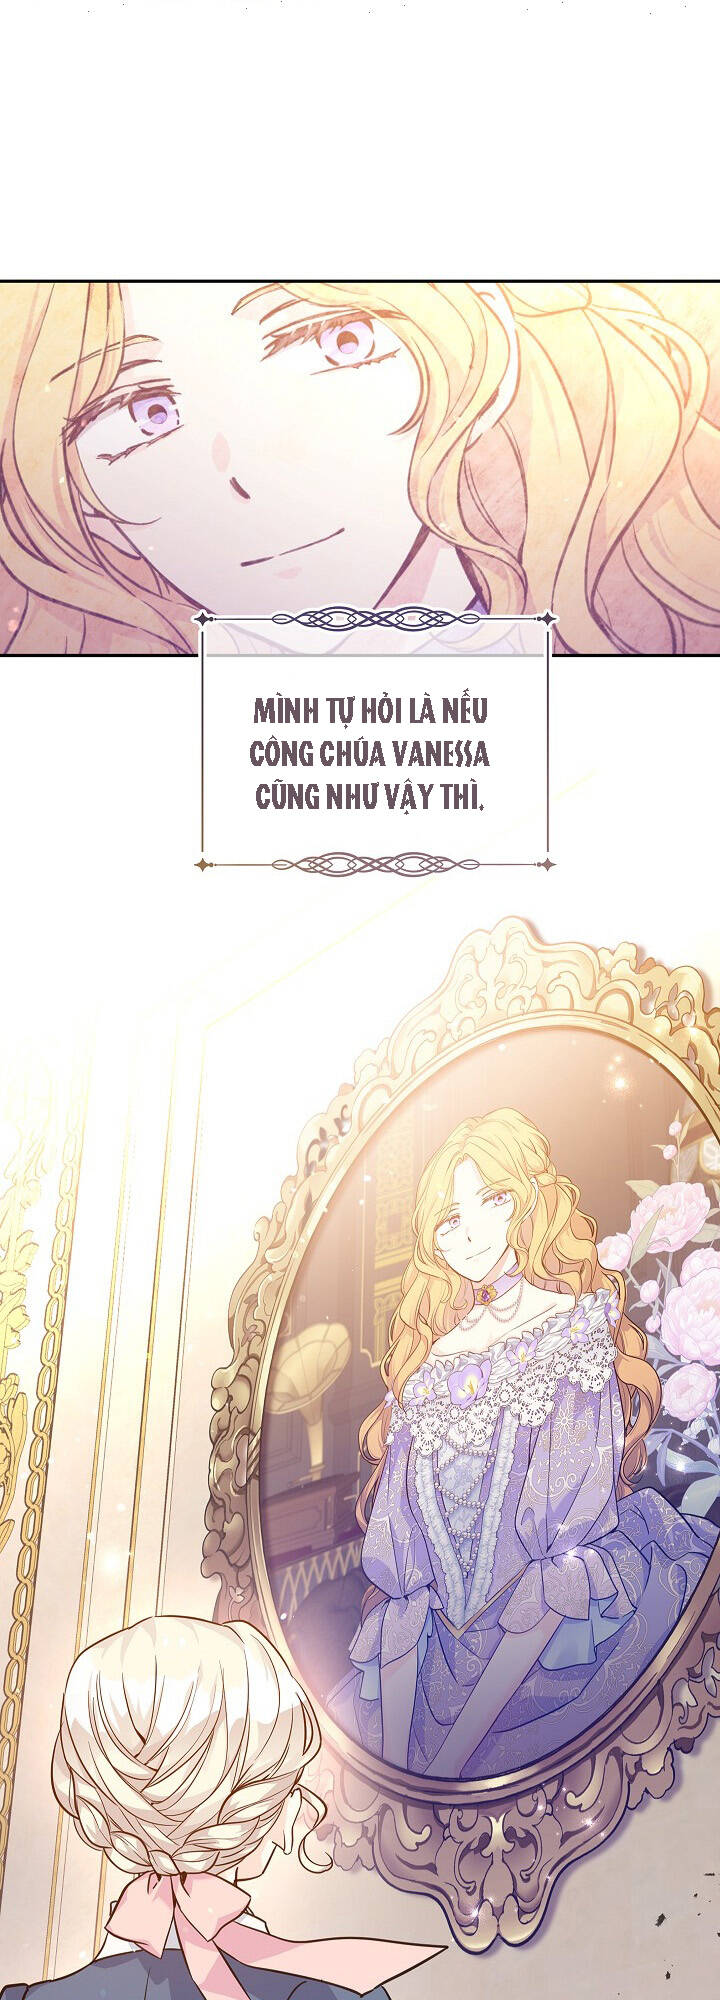 MÌNH TỰ HỎI LÀ NẾU
CÔNG CHÚA VANESSA
CŨNG NHƯ VẬY THÌ.